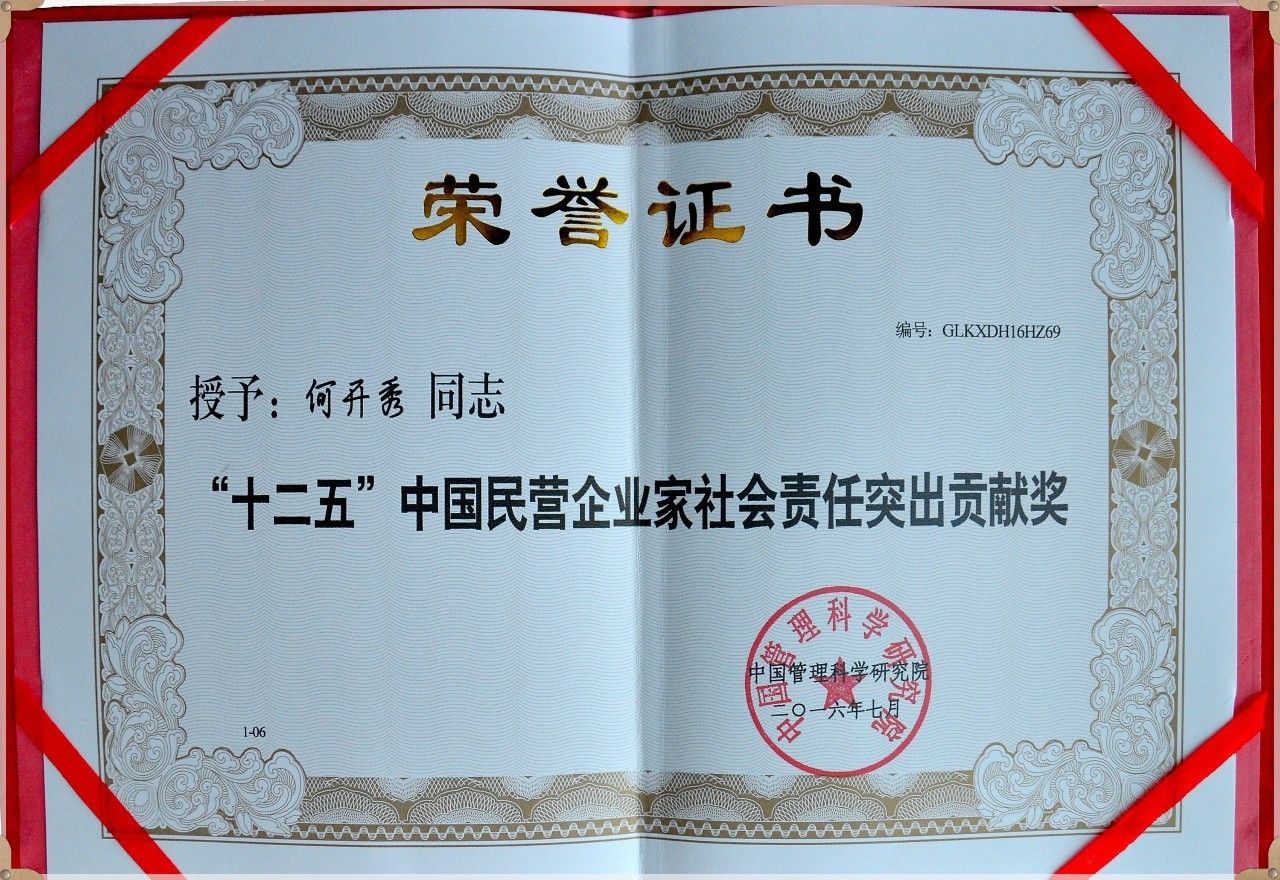 荣誉证书
编号：GLKXDH16HZ69
授予：何开秀 同志
“十二五”中国民营企业家社会责任突出贡献奖
中国管理科学研究院
中国管理科学研究院
二〇一六年七月
1-06